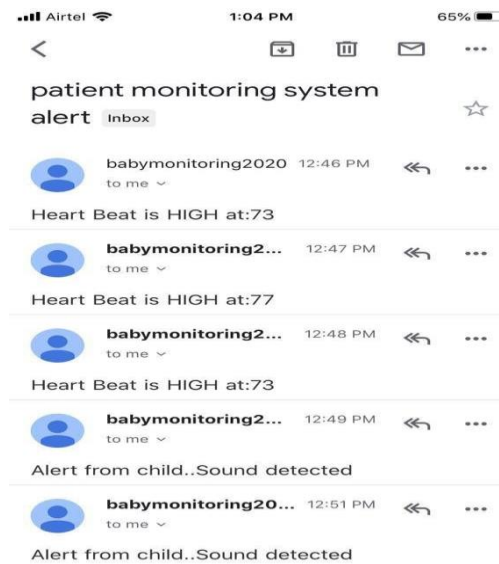 Airtel 1:04 PM 65%
patient monitoring system
alert Inbox
babymonitoring2020 12:46 PM
to me
Heart Beat is HIGH at:73
babymonitoring2... 12:47 PM
to me
Heart Beat is HIGH at:77
babymonitoring2... 12:48 PM
to me
Heart Beat is HIGH at:73
babymonitoring2... 12:49 PM
to me
Alert from child..Sound detected
babymonitoring20... 12:51 PM
to me
Alert from child..Sound detected